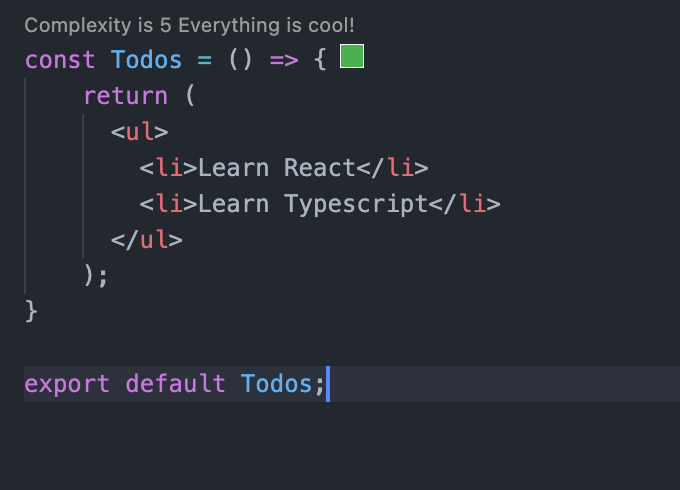 Complexity is 5 Everything is cool!
const Todos = () => {
return (
<ul>
<li>Learn React</li>
<li>Learn Typescript</li>
</ul>
);
}
export default Todos;